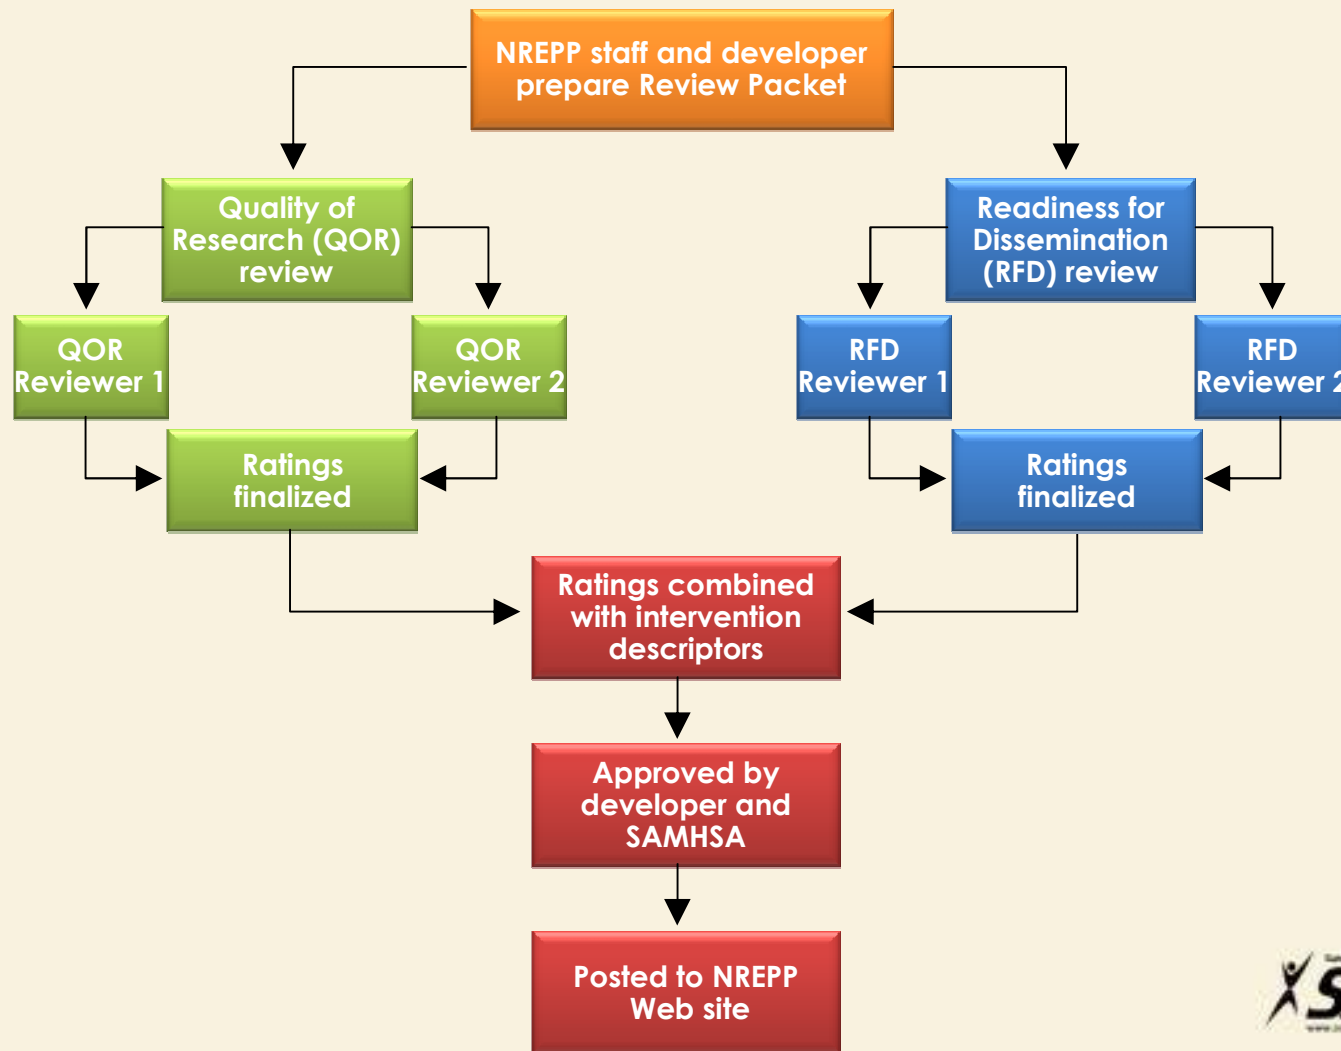 NREPP staff and developer
prepare Review Packet
Quality of
Research (QOR)
review
Readiness for
Dissemination
(RFD) review
QOR
Reviewer 1
QOR
Reviewer 2
RFD
Reviewer 1
RFD
Reviewer 2
Ratings
finalized
Ratings
finalized
Ratings combined
with intervention
descriptors
Approved by
developer and
SAMHSA
Posted to NREPP
Web site